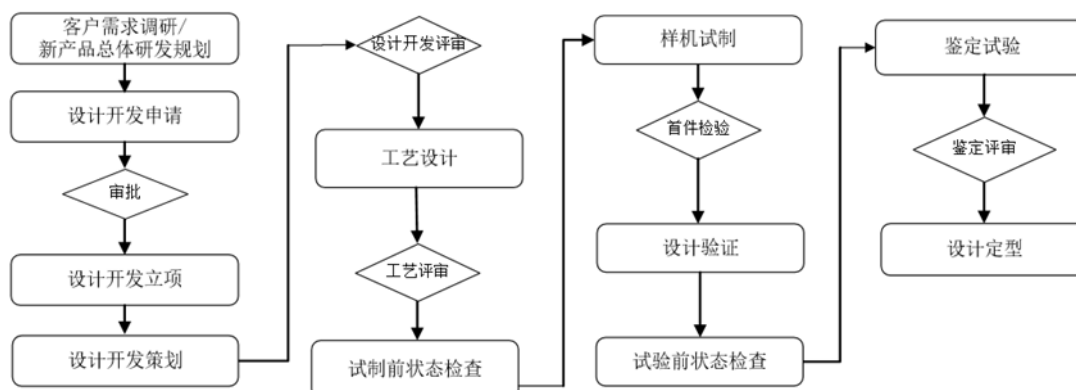 客户需求调研/
新产品总体研发规划
设计开发申请
审批
设计开发立项
设计开发策划
设计开发评审
工艺设计
工艺评审
试制前状态检查
样机试制
首件检验
设计验证
试验前状态检查
鉴定试验
鉴定评审
设计定型